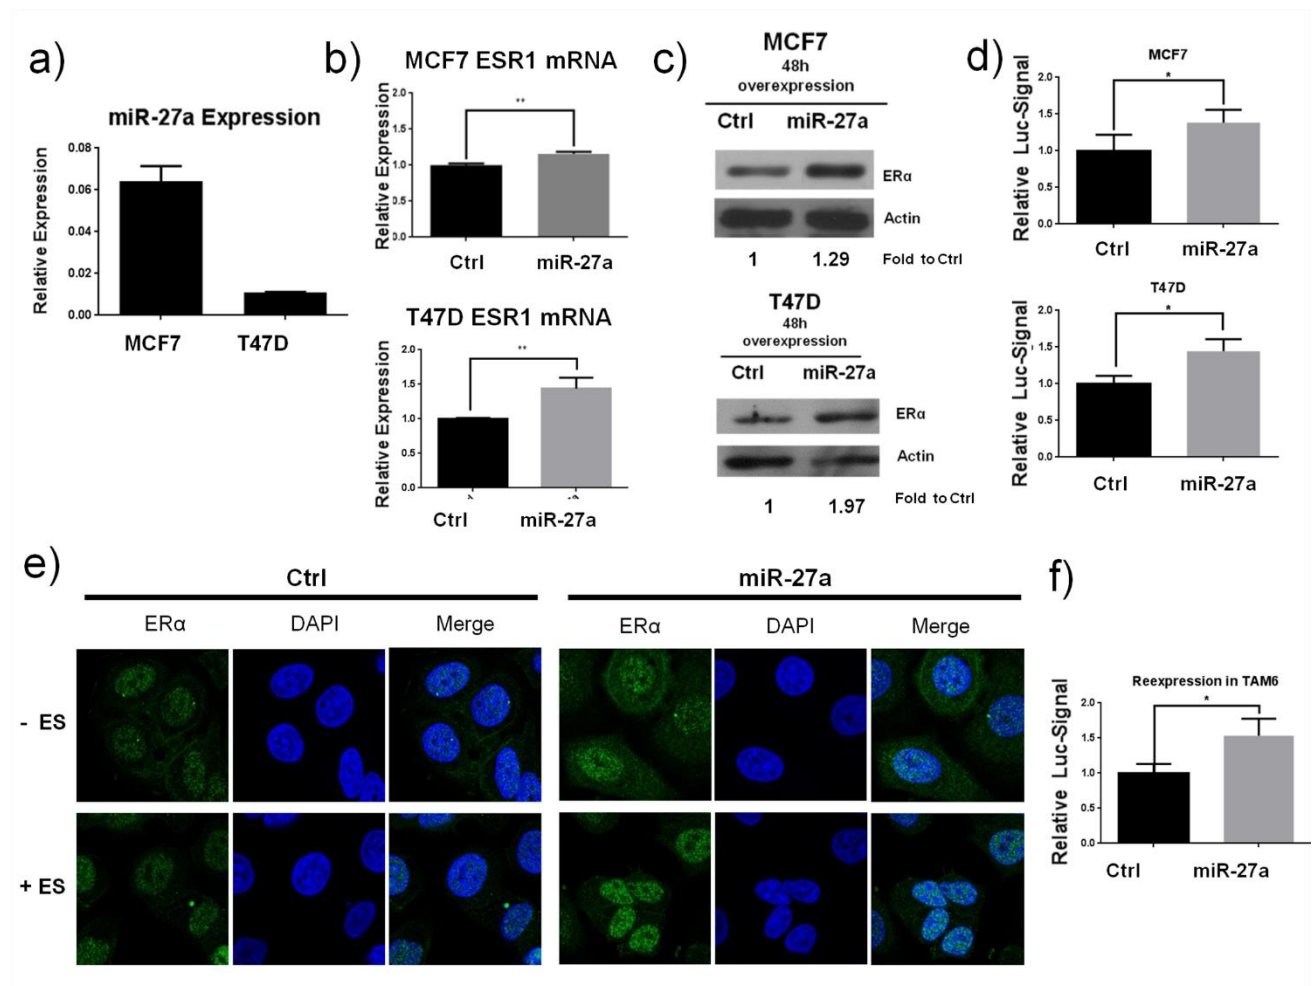 a)
miR-27a Expression
Relative Expression
0.08
0.06
0.04
0.02
0.00
MCF7 T47D
b)
MCF7 ESR1 mRNA
Relative Expression
2.0
1.5
1.0
0.5
0.0
**
Ctrl miR-27a
T47D ESR1 mRNA
Relative Expression
2.0
1.5
1.0
0.5
0.0
**
Ctrl miR-27a
c)
MCF7
48h
overexpression
Ctrl miR-27a
ERα
Actin
1 1.29 Fold to Ctrl
T47D
48h
overexpression
Ctrl miR-27a
ERα
Actin
1 1.97 Fold to Ctrl
d)
MCF7
Relative Luc-Signal
2.0
1.5
1.0
0.5
0.0
*
Ctrl miR-27a
T47D
Relative Luc-Signal
2.0
1.5
1.0
0.5
0.0
*
Ctrl miR-27a
e)
Ctrl miR-27a
ERα DAPI Merge ERα DAPI Merge
- ES
+ ES
f)
Reexpression in TAM6
Relative Luc-Signal
2.0
1.5
1.0
0.5
0.0
*
Ctrl miR-27a